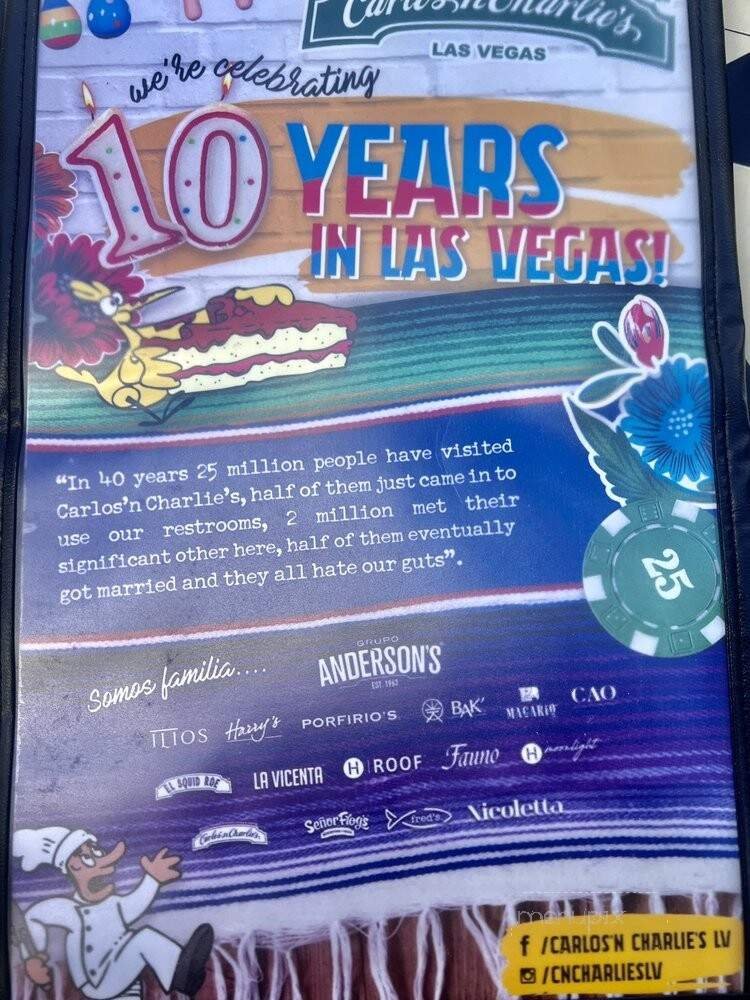 Carlos'n Charlie's
LAS VEGAS
we're celebrating
10 YEARS
IN LAS VEGAS!
“In 40 years 25 million people have visited
Carlos'n Charlie's, half of them just came in to
use our restrooms, 2 million met their
significant other here, half of them eventually
got married and they all hate our guts”.
25
Somos familia....
GRUPO
ANDERSON'S
EST. 1963
ILIOS Harry's PORFIRIO'S BAK' MACARIO CAO
EL SQUID ROE LA VICENTA H ROOF Fauno H moonlight
Carlos'n Charlie's Señor Frog's fred's Nicoletta
menupix
f /CARLOS'N CHARLIE'S LV
/CNCHARLIESLV